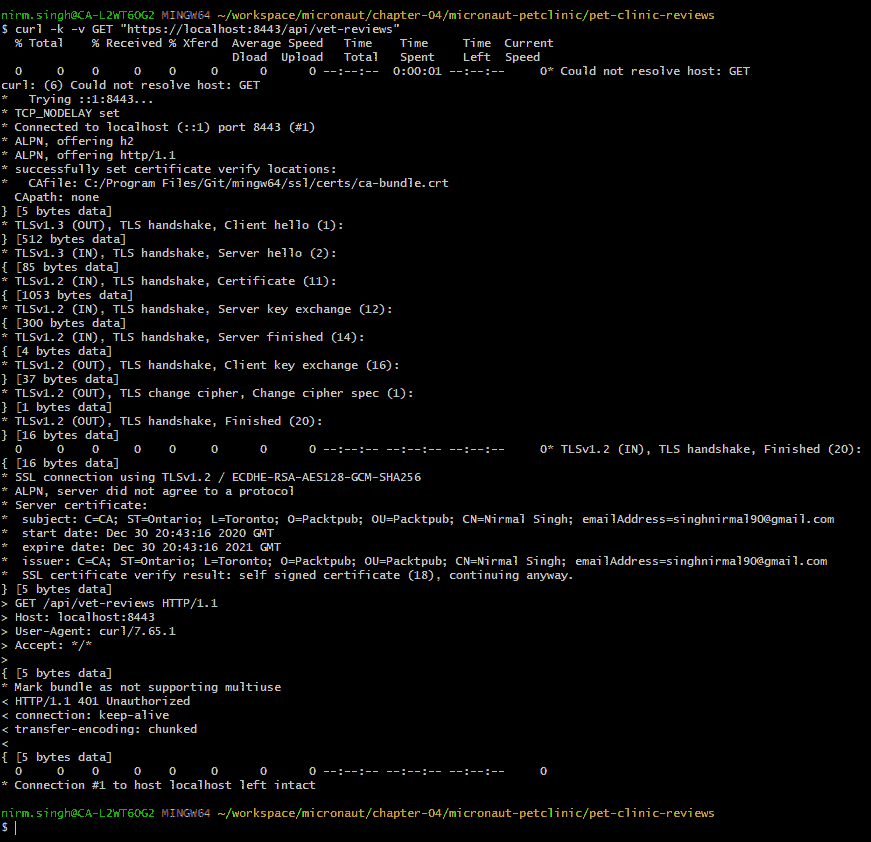 nirm.singh@CA-L2WT60G2 MINGW64 ~/workspace/micronaut/chapter-04/micronaut-petclinic/pet-clinic-reviews
$ curl -k -v GET "https://localhost:8443/api/vet-reviews"
  % Total    % Received % Xferd  Average Speed   Time    Time     Time  Current
                                 Dload  Upload   Total   Spent    Left  Speed
  0     0    0     0    0     0      0      0 --:--:--  0:00:01 --:--:--     0* Could not resolve host: GET
curl: (6) Could not resolve host: GET
*   Trying ::1:8443...
* TCP_NODELAY set
* Connected to localhost (::1) port 8443 (#1)
* ALPN, offering h2
* ALPN, offering http/1.1
* successfully set certificate verify locations:
*   CAfile: C:/Program Files/Git/mingw64/ssl/certs/ca-bundle.crt
  CApath: none
} [5 bytes data]
* TLSv1.3 (OUT), TLS handshake, Client hello (1):
} [512 bytes data]
* TLSv1.3 (IN), TLS handshake, Server hello (2):
{ [85 bytes data]
* TLSv1.2 (IN), TLS handshake, Certificate (11):
{ [1053 bytes data]
* TLSv1.2 (IN), TLS handshake, Server key exchange (12):
{ [300 bytes data]
* TLSv1.2 (IN), TLS handshake, Server finished (14):
{ [4 bytes data]
* TLSv1.2 (OUT), TLS handshake, Client key exchange (16):
} [37 bytes data]
* TLSv1.2 (OUT), TLS change cipher, Change cipher spec (1):
} [1 bytes data]
* TLSv1.2 (OUT), TLS handshake, Finished (20):
} [16 bytes data]
  0     0    0     0    0     0      0      0 --:--:-- --:--:-- --:--:--     0* TLSv1.2 (IN), TLS handshake, Finished (20):
{ [16 bytes data]
* SSL connection using TLSv1.2 / ECDHE-RSA-AES128-GCM-SHA256
* ALPN, server did not agree to a protocol
* Server certificate:
*  subject: C=CA; ST=Ontario; L=Toronto; O=Packtpub; OU=Packtpub; CN=Nirmal Singh; emailAddress=singhnirmal90@gmail.com
*  start date: Dec 30 20:43:16 2020 GMT
*  expire date: Dec 30 20:43:16 2021 GMT
*  issuer: C=CA; ST=Ontario; L=Toronto; O=Packtpub; OU=Packtpub; CN=Nirmal Singh; emailAddress=singhnirmal90@gmail.com
*  SSL certificate verify result: self signed certificate (18), continuing anyway.
} [5 bytes data]
> GET /api/vet-reviews HTTP/1.1
> Host: localhost:8443
> User-Agent: curl/7.65.1
> Accept: */*
>
{ [5 bytes data]
* Mark bundle as not supporting multiuse
< HTTP/1.1 401 Unauthorized
< connection: keep-alive
< transfer-encoding: chunked
<
{ [5 bytes data]
  0     0    0     0    0     0      0      0 --:--:-- --:--:-- --:--:--     0
* Connection #1 to host localhost left intact
nirm.singh@CA-L2WT60G2 MINGW64 ~/workspace/micronaut/chapter-04/micronaut-petclinic/pet-clinic-reviews
$